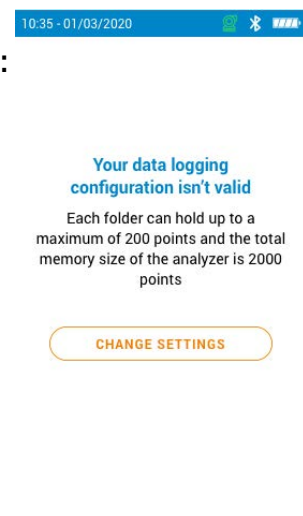 10:35 - 01/03/2020
:
Your data logging
configuration isn't valid
Each folder can hold up to a
maximum of 200 points and the total
memory size of the analyzer is 2000
points
CHANGE SETTINGS